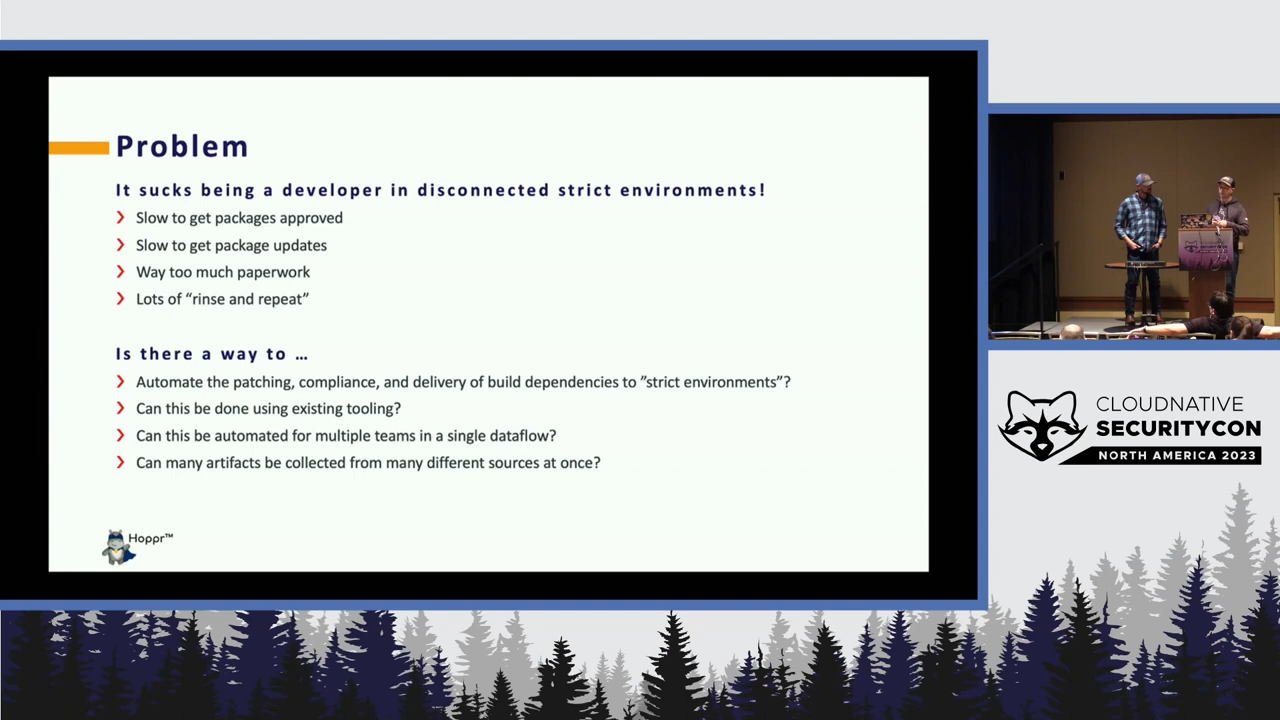 Problem
It sucks being a developer in disconnected strict environments!
Slow to get packages approved
Slow to get package updates
Way too much paperwork
Lots of “rinse and repeat”
Is there a way to …
Automate the patching, compliance, and delivery of build dependencies to ”strict environments”?
Can this be done using existing tooling?
Can this be automated for multiple teams in a single dataflow?
Can many artifacts be collected from many different sources at once?
Hoppr™
CLOUDNATIVE
SECURITYCON
CLOUDNATIVE
SECURITYCON
NORTH AMERICA 2023